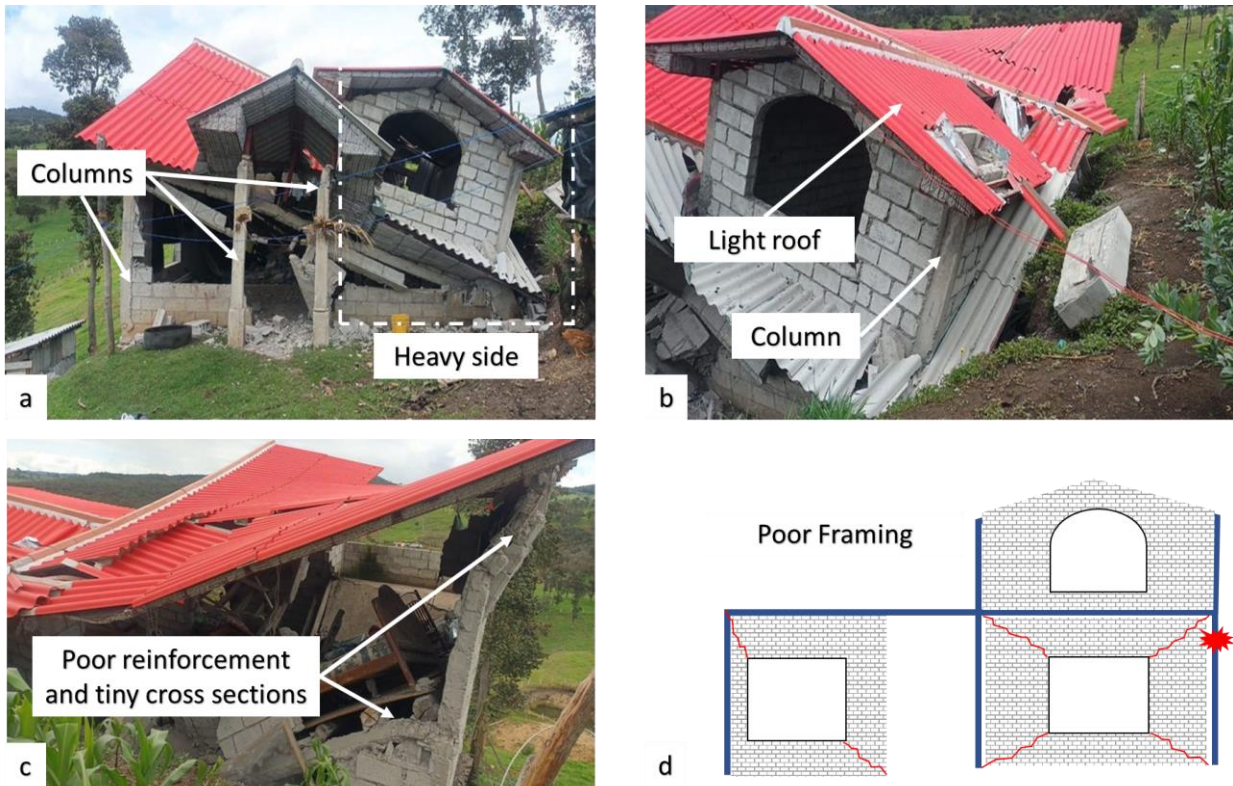 Columns
Heavy side
a
Light roof
Column
b
Poor reinforcement
and tiny cross sections
c
Poor Framing
d